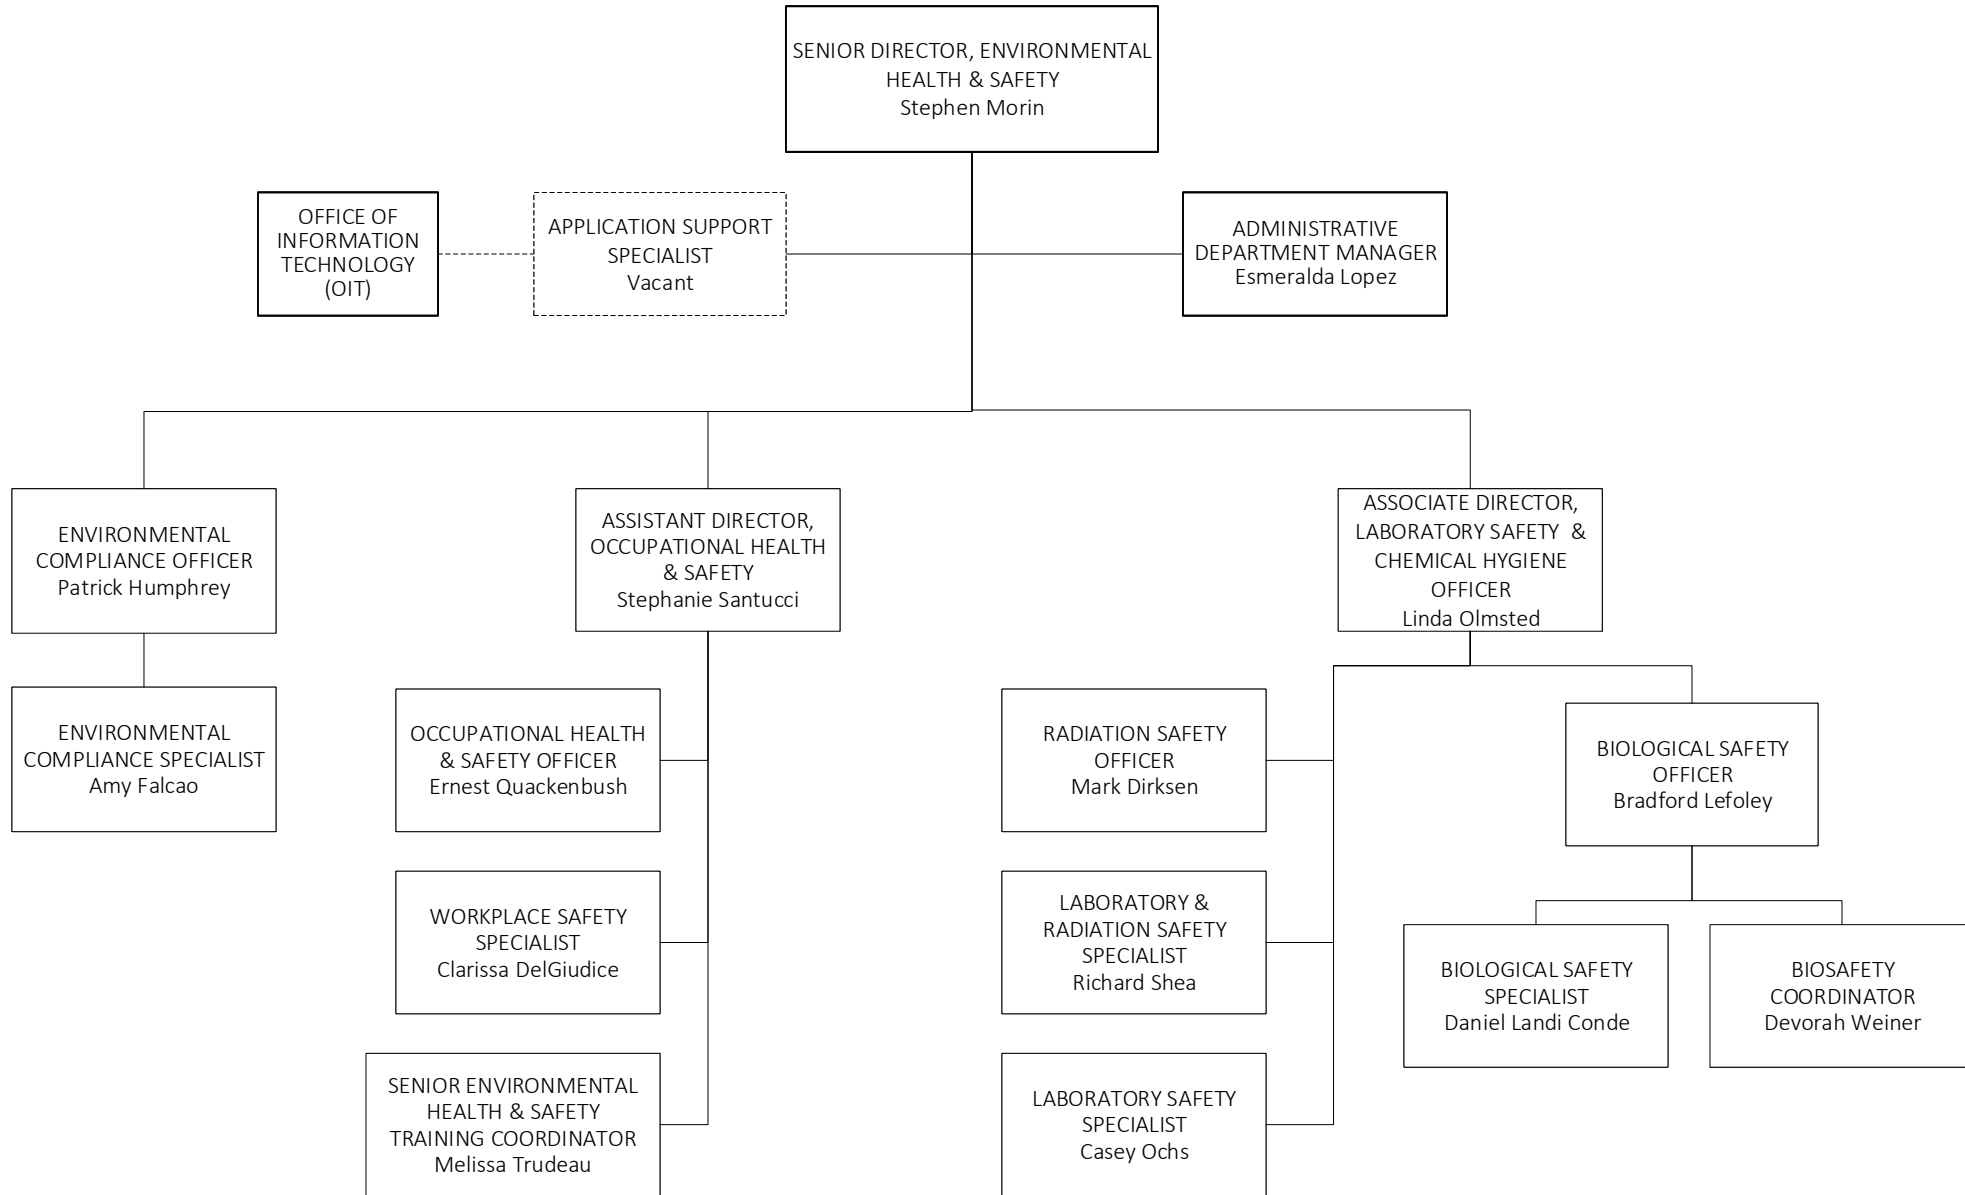 SENIOR DIRECTOR, ENVIRONMENTAL
HEALTH & SAFETY
Stephen Morin
OFFICE OF
INFORMATION
TECHNOLOGY
(OIT)
APPLICATION SUPPORT
SPECIALIST
Vacant
ADMINISTRATIVE
DEPARTMENT MANAGER
Esmeralda Lopez
ENVIRONMENTAL
COMPLIANCE OFFICER
Patrick Humphrey
ASSISTANT DIRECTOR,
OCCUPATIONAL HEALTH
& SAFETY
Stephanie Santucci
ASSOCIATE DIRECTOR,
LABORATORY SAFETY &
CHEMICAL HYGIENE
OFFICER
Linda Olmsted
ENVIRONMENTAL
COMPLIANCE SPECIALIST
Amy Falcao
OCCUPATIONAL HEALTH
& SAFETY OFFICER
Ernest Quackenbush
RADIATION SAFETY
OFFICER
Mark Dirksen
BIOLOGICAL SAFETY
OFFICER
Bradford Lefoley
WORKPLACE SAFETY
SPECIALIST
Clarissa DelGiudice
LABORATORY &
RADIATION SAFETY
SPECIALIST
Richard Shea
BIOLOGICAL SAFETY
SPECIALIST
Daniel Landi Conde
BIOSAFETY
COORDINATOR
Devorah Weiner
SENIOR ENVIRONMENTAL
HEALTH & SAFETY
TRAINING COORDINATOR
Melissa Trudeau
LABORATORY SAFETY
SPECIALIST
Casey Ochs